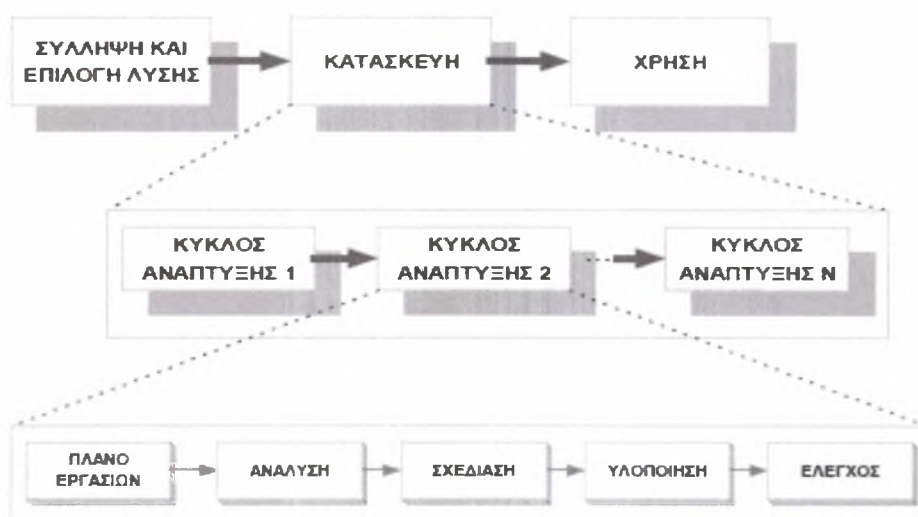 ΣΥΛΛΗΨΗ ΚΑΙ
ΕΠΙΛΟΓΗ ΛΥΣΗΣ
ΚΑΤΑΣΚΕΥΗ
ΧΡΗΣΗ
ΚΥΚΛΟΣ
ΑΝΑΠΤΥΞΗΣ 1
ΚΥΚΛΟΣ
ΑΝΑΠΤΥΞΗΣ 2
ΚΥΚΛΟΣ
ΑΝΑΠΤΥΞΗΣ Ν
ΠΛΑΝΟ
ΕΡΓΑΣΙΩΝ
ΑΝΑΛΥΣΗ
ΣΧΕΔΙΑΣΗ
ΥΛΟΠΟΙΗΣΗ
ΕΛΕΓΧΟΣ